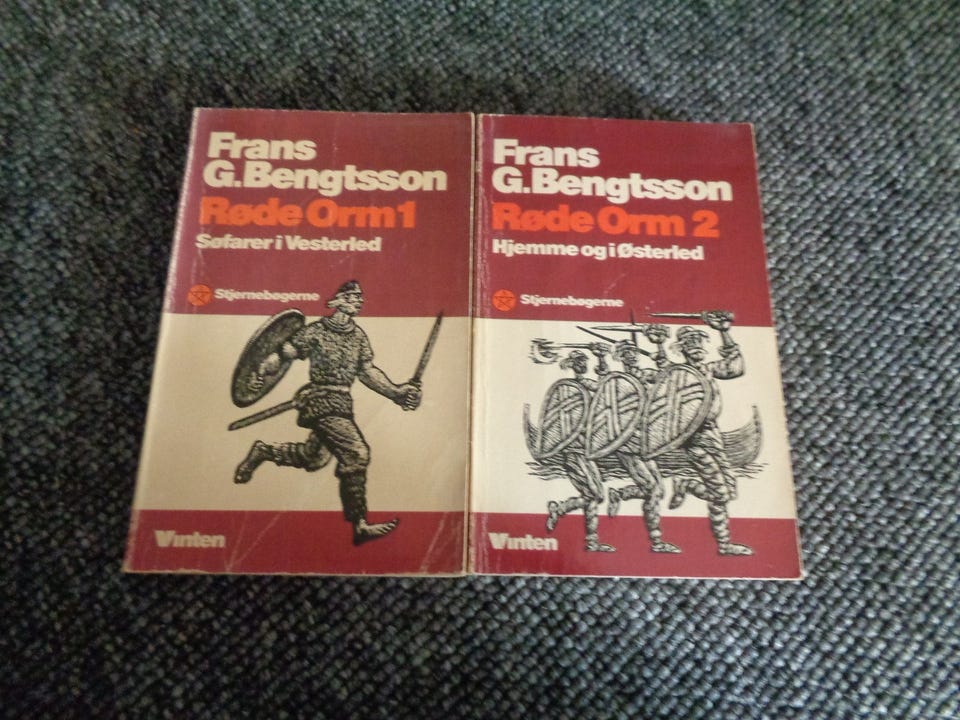 Frans
G.Bengtsson
Røde Orm 1
Søfarer i Vesterled
Stjernebøgerne
Vinten
Frans
G.Bengtsson
Røde Orm 2
Hjemme og i Østerled
Stjernebøgerne
Vinten